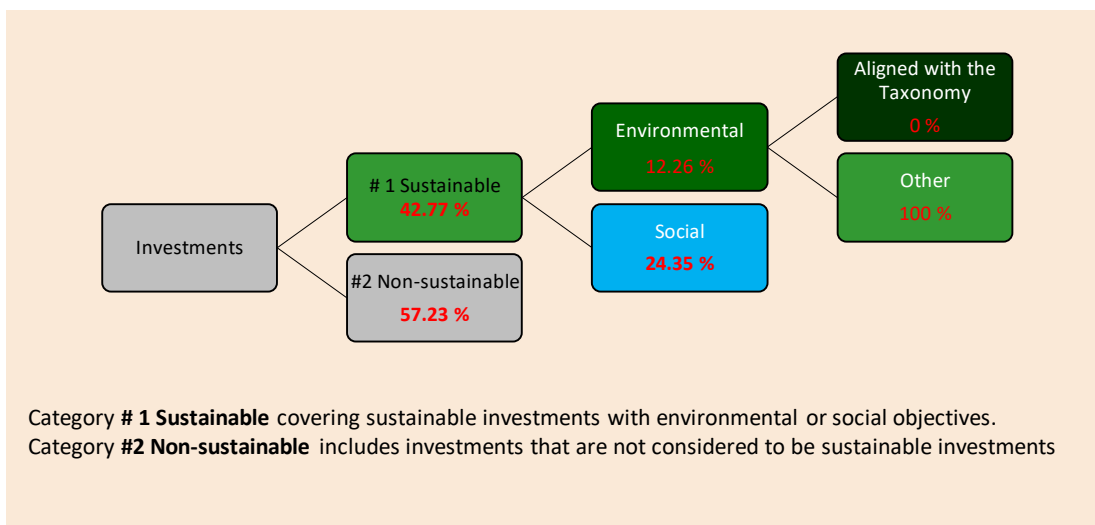 Investments
# 1 Sustainable
42.77 %
#2 Non-sustainable
57.23 %
Environmental
12.26 %
Social
24.35 %
Aligned with the
Taxonomy
0 %
Other
100 %
Category # 1 Sustainable covering sustainable investments with environmental or social objectives.
Category #2 Non-sustainable includes investments that are not considered to be sustainable investments